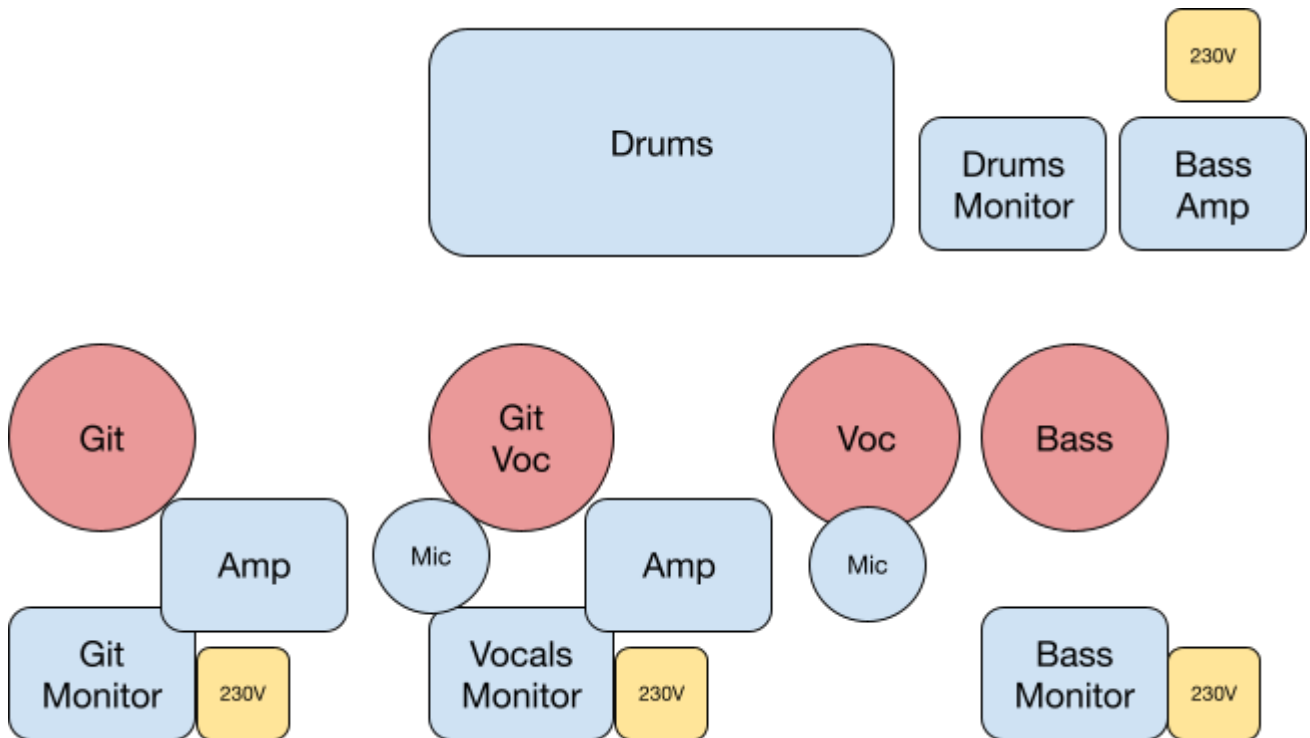 230V
Drums
Drums
Monitor
Bass
Amp
Git
Git
Voc
Voc
Bass
Amp
Mic
Amp
Mic
Git
Monitor
230V
Vocals
Monitor
230V
Bass
Monitor
230V